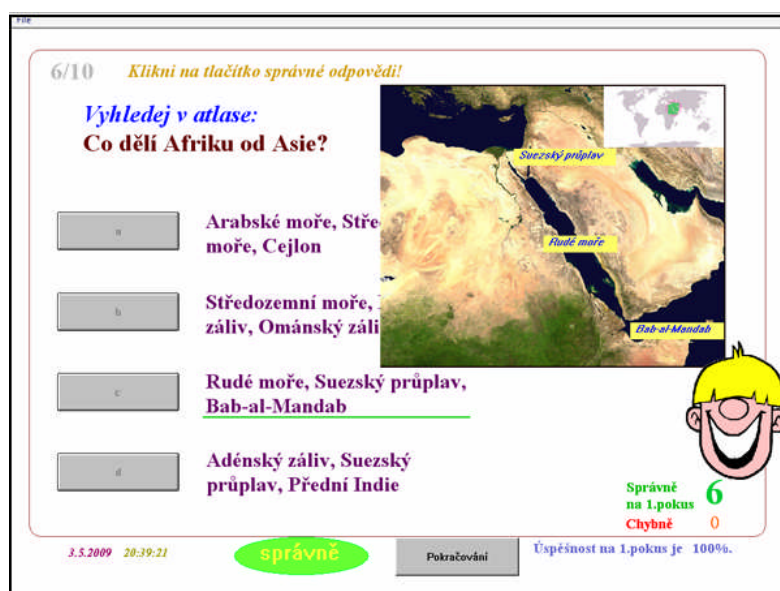 File
6/10 Klikni na tlačítko správné odpovědi!
Vyhledej v atlase:
Co dělí Afriku od Asie?
Suezský průplav
Rudé moře
Bab-al-Mandab
a
Arabské moře,
moře, Cejlon
b
Středozemní moře,
záliv, Ománský
c
Rudé moře, Suezský průplav,
Bab-al-Mandab
d
Adénský záliv, Suezský
průplav, Přední Indie
Správně
na 1.pokus 6
Chybně 0
3.5.2009 20:39:21
správně
Pokračování
Úspěšnost na 1.pokus je 100%.